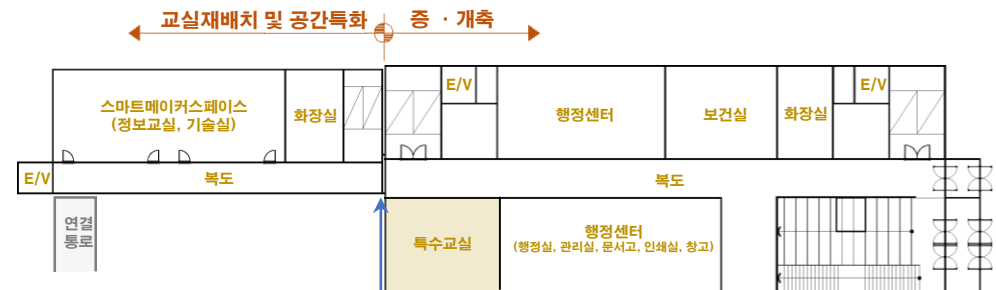 교실재배치 및 공간특화
증 · 개축
E/V
E/V
스마트메이커스페이스
(정보교실, 기술실)
화장실
행정센터
보건실
화장실
E/V
복도
복도
연결
통로
특수교실
행정센터
(행정실, 관리실, 문서고, 인쇄실, 창고)